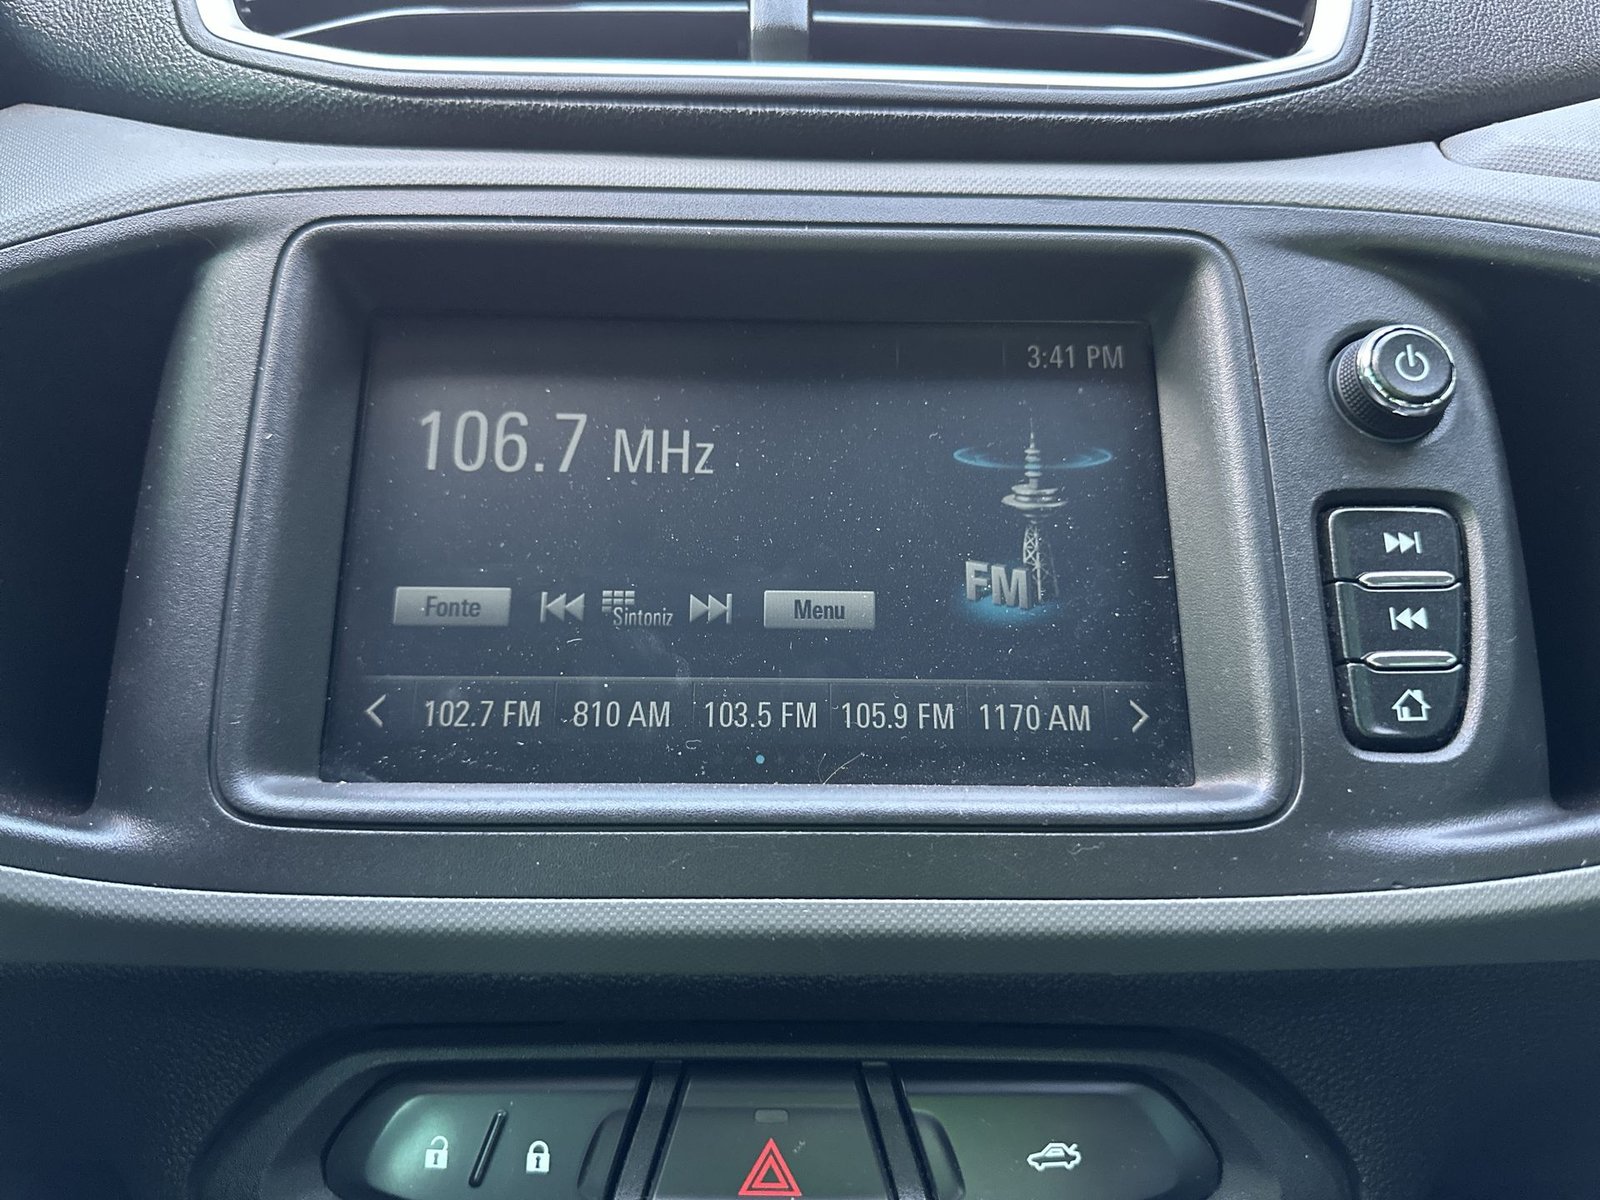 3:41 PM
106.7 MHz
FM
Fonte Sintoniz Menu
102.7 FM 810 AM 103.5 FM 105.9 FM 1170 AM